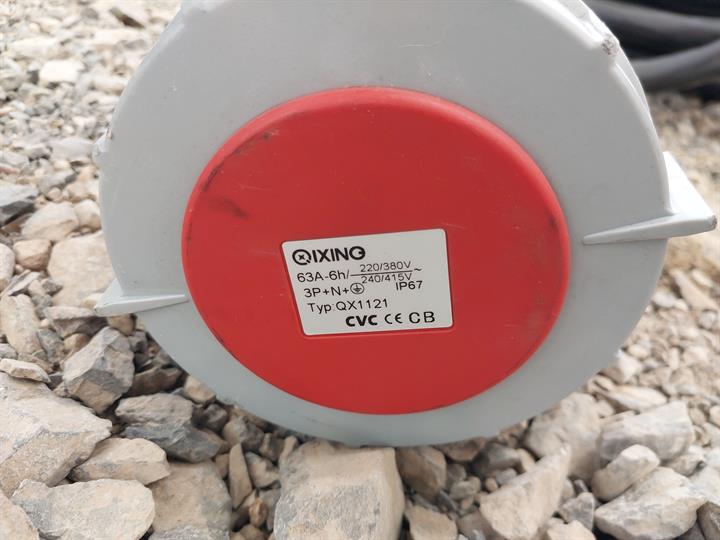 QIXING
63A-6h/ 220/380V~
240/415V
3P+N+⏚ IP67
Typ:QX1121
CVC CE CB